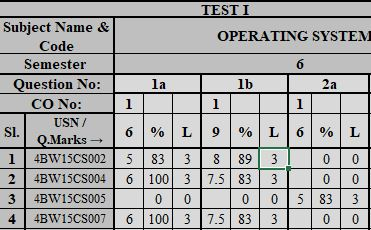 TEST I
Subject Name & Code OPERATING SYSTEM
Semester 6
Question No: 1a 1b 2a
CO No: 1 1 1
Sl. USN / Q.Marks → 6 % L 9 % L 6 % L
1 4BW15CS002 5 83 3 8 89 3 0 0
2 4BW15CS004 6 100 3 7.5 83 3 0 0
3 4BW15CS005 0 0 0 0 5 83 3
4 4BW15CS007 6 100 3 7.5 83 3 0 0